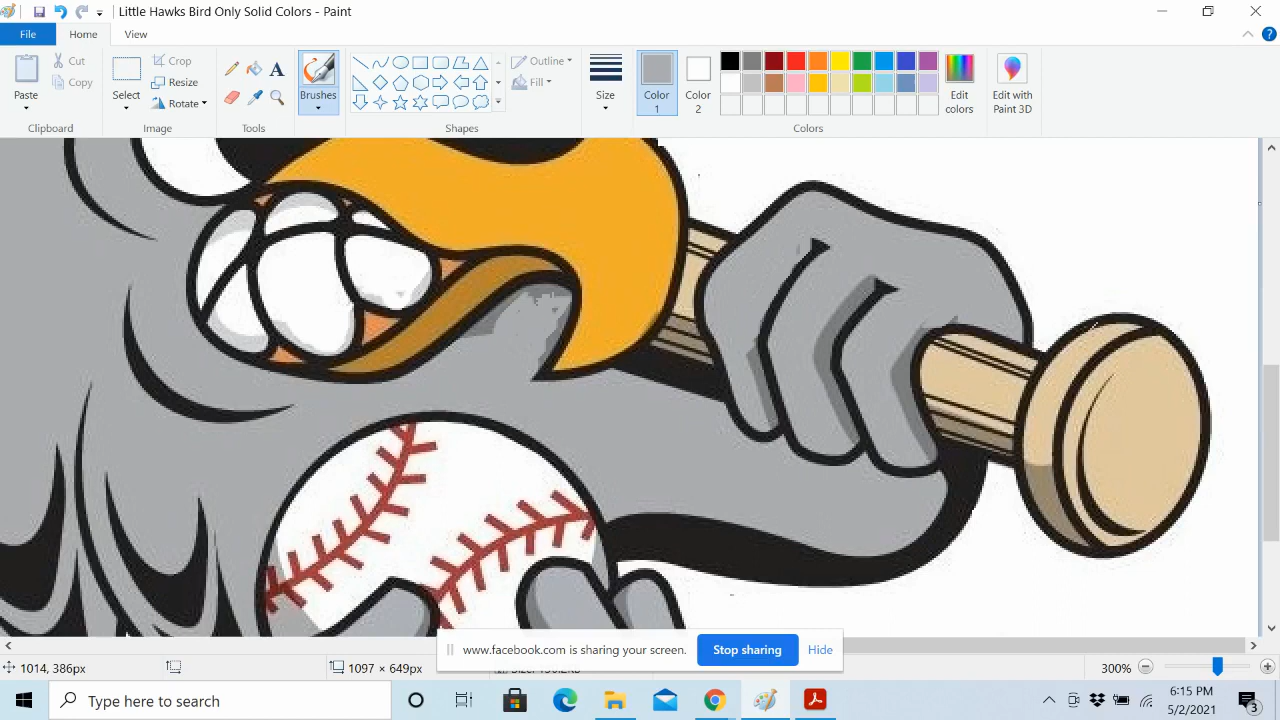 Little Hawks Bird Only Solid Colors - Paint
File Home View
Paste
Cut
Copy
Clipboard
Select
Crop
Resize
Rotate
Image
Tools
Brushes
Shapes
Outline
Fill
Size
Color 1
Color 2
Colors
Edit colors
Edit with Paint 3D
www.facebook.com is sharing your screen. Stop sharing Hide
1014, 386px 1097 × 649px 300%
Type here to search
6:15 PM
5/2/2021
3